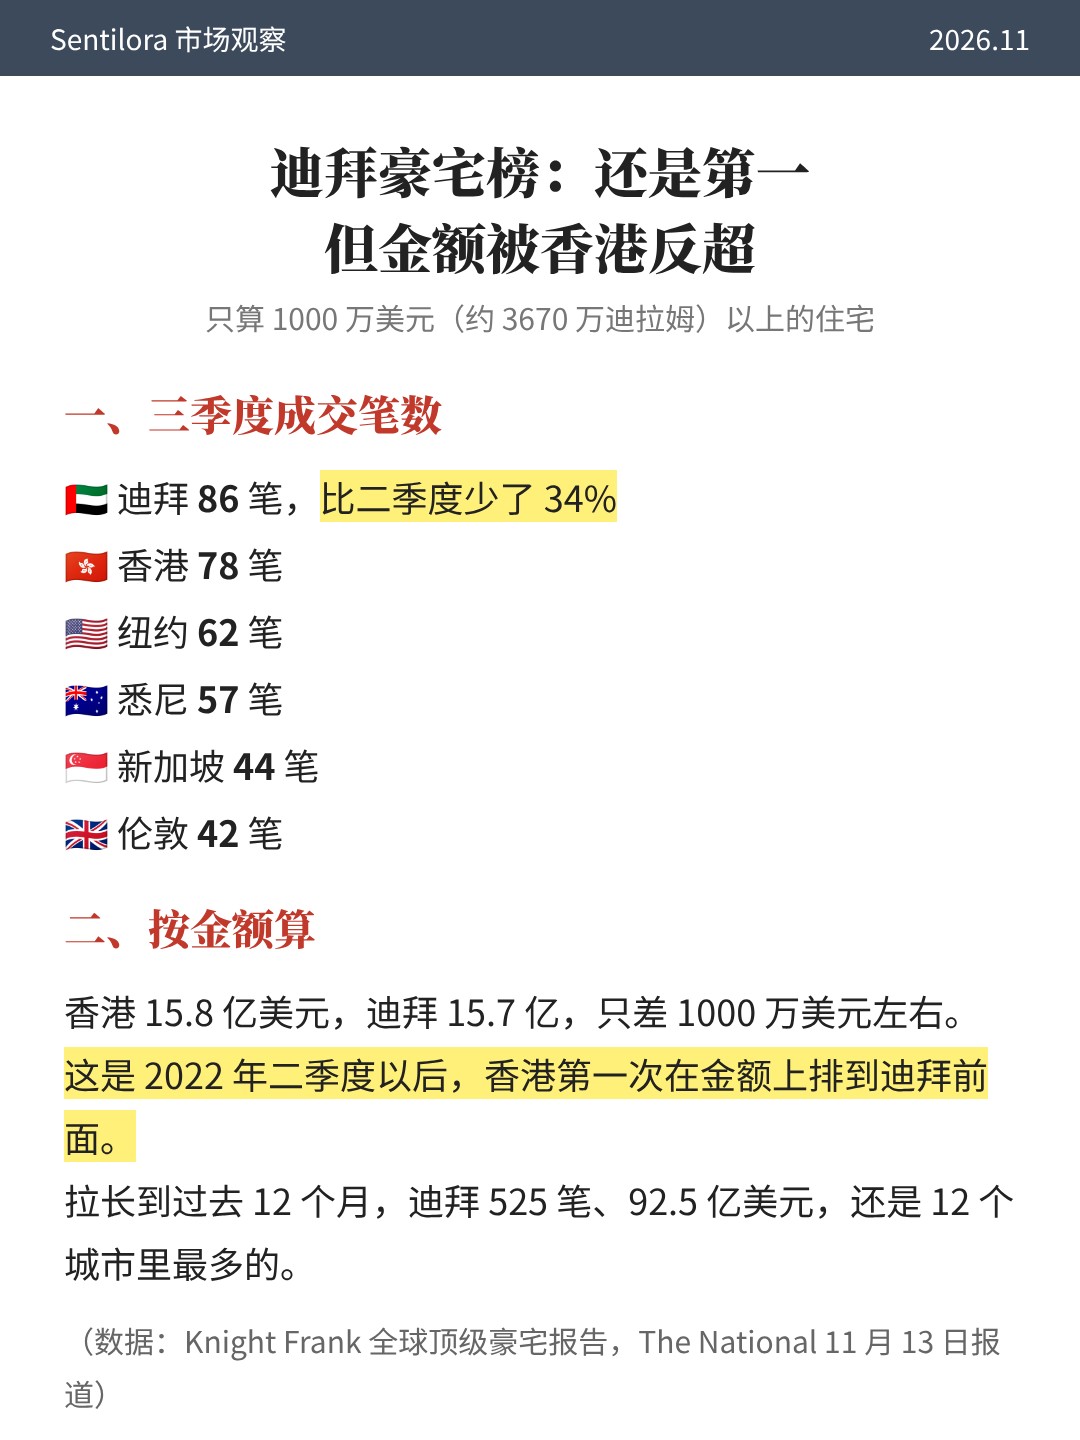 Sentilora 市场观察
2026.11
迪拜豪宅榜：还是第一
但金额被香港反超
只算 1000 万美元（约 3670 万迪拉姆）以上的住宅
一、三季度成交笔数
迪拜 86 笔，比二季度少了 34%
香港 78 笔
纽约 62 笔
悉尼 57 笔
新加坡 44 笔
伦敦 42 笔
二、按金额算
香港 15.8 亿美元，迪拜 15.7 亿，只差 1000 万美元左右。
这是 2022 年二季度以后，香港第一次在金额上排到迪拜前
面。
拉长到过去 12 个月，迪拜 525 笔、92.5 亿美元，还是 12 个
城市里最多的。
（数据：Knight Frank 全球顶级豪宅报告，The National 11 月 13 日报
道）